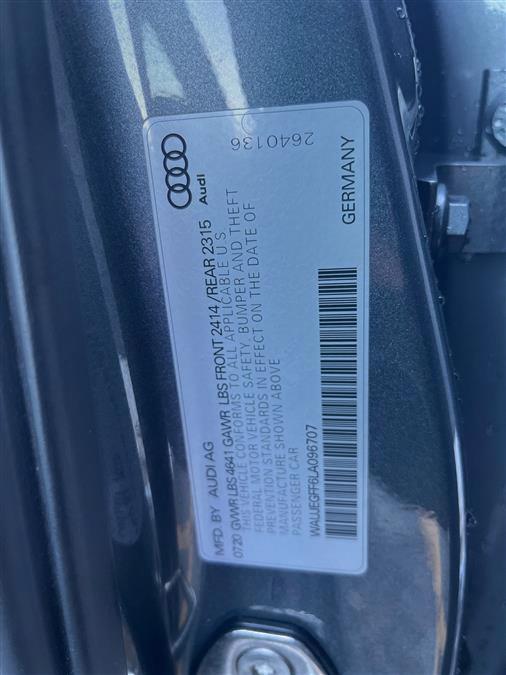 MFD. BY AUDI AG
Audi
07/20 GVWR LBS 4641 GAWR LBS FRONT 2414 / REAR 2315
THIS VEHICLE CONFORMS TO ALL APPLICABLE U S
FEDERAL MOTOR VEHICLE SAFETY, BUMPER AND THEFT
PREVENTION STANDARDS IN EFFECT ON THE DATE OF
MANUFACTURE SHOWN ABOVE
PASSENGER CAR
2640136
WAUJEGFF6LA096707
GERMANY